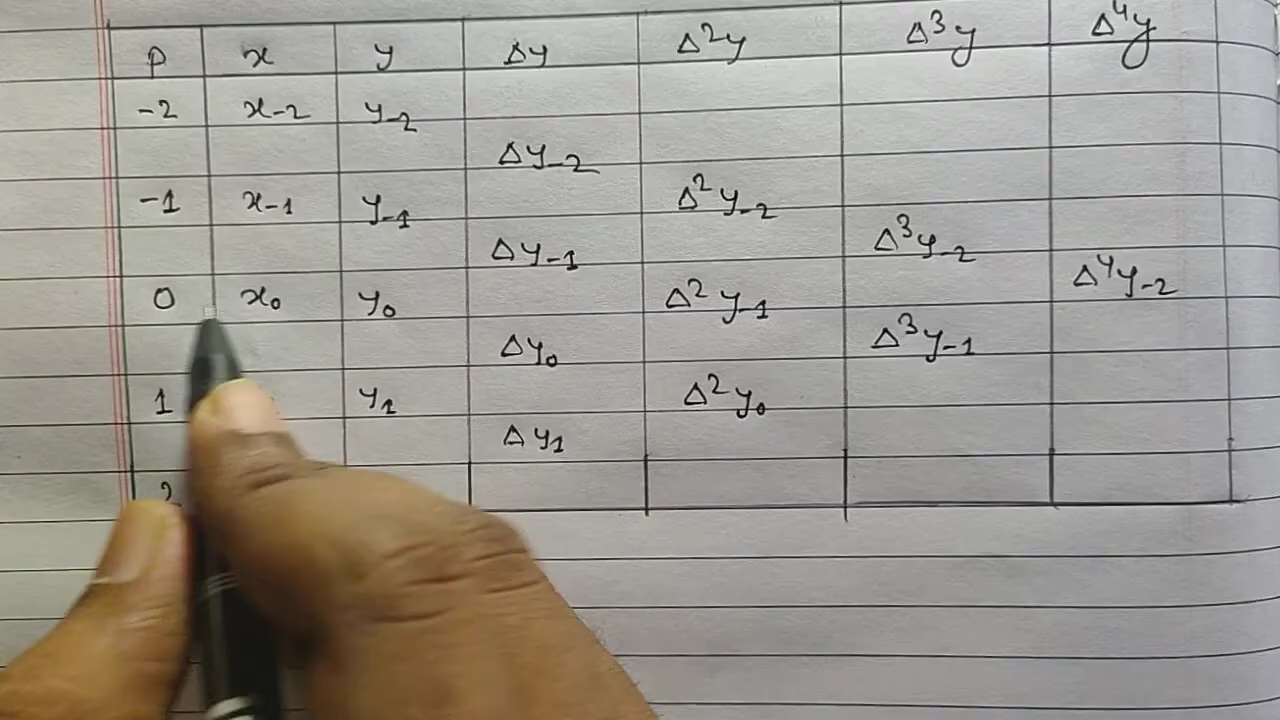 p x y Δy Δ²y Δ³y Δ⁴y
-2 x₋₂ y₋₂
Δy₋₂
-1 x₋₁ y₋₁ Δ²y₋₂
Δy₋₁ Δ³y₋₂
0 x₀ y₀ Δ²y₋₁ Δ⁴y₋₂
Δy₀ Δ³y₋₁
1 y₁ Δ²y₀
Δy₁
2